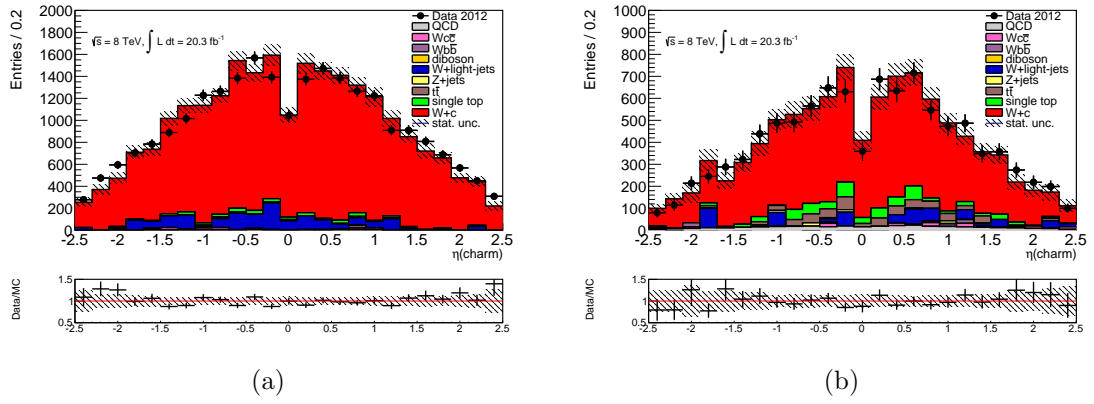 Entries / 0.2
2000
1800
1600
1400
1200
1000
800
600
400
200
0
-2.5 -2 -1.5 -1 -0.5 0 0.5 1 1.5 2 2.5
η(charm)
√s = 8 TeV, ∫ L dt = 20.3 fb⁻¹
Data 2012
QCD
Wcc̄
Wbb̄
diboson
W+light-jets
Z+jets
tt̄
single top
W+c
stat. unc.
Data/MC
1.5
1
0.5
-2.5 -2 -1.5 -1 -0.5 0 0.5 1 1.5 2 2.5
(a)
Entries / 0.2
1000
900
800
700
600
500
400
300
200
100
0
-2.5 -2 -1.5 -1 -0.5 0 0.5 1 1.5 2 2.5
η(charm)
√s = 8 TeV, ∫ L dt = 20.3 fb⁻¹
Data 2012
QCD
Wcc̄
Wbb̄
diboson
W+light-jets
Z+jets
tt̄
single top
W+c
stat. unc.
Data/MC
1.5
1
0.5
-2.5 -2 -1.5 -1 -0.5 0 0.5 1 1.5 2 2.5
(b)